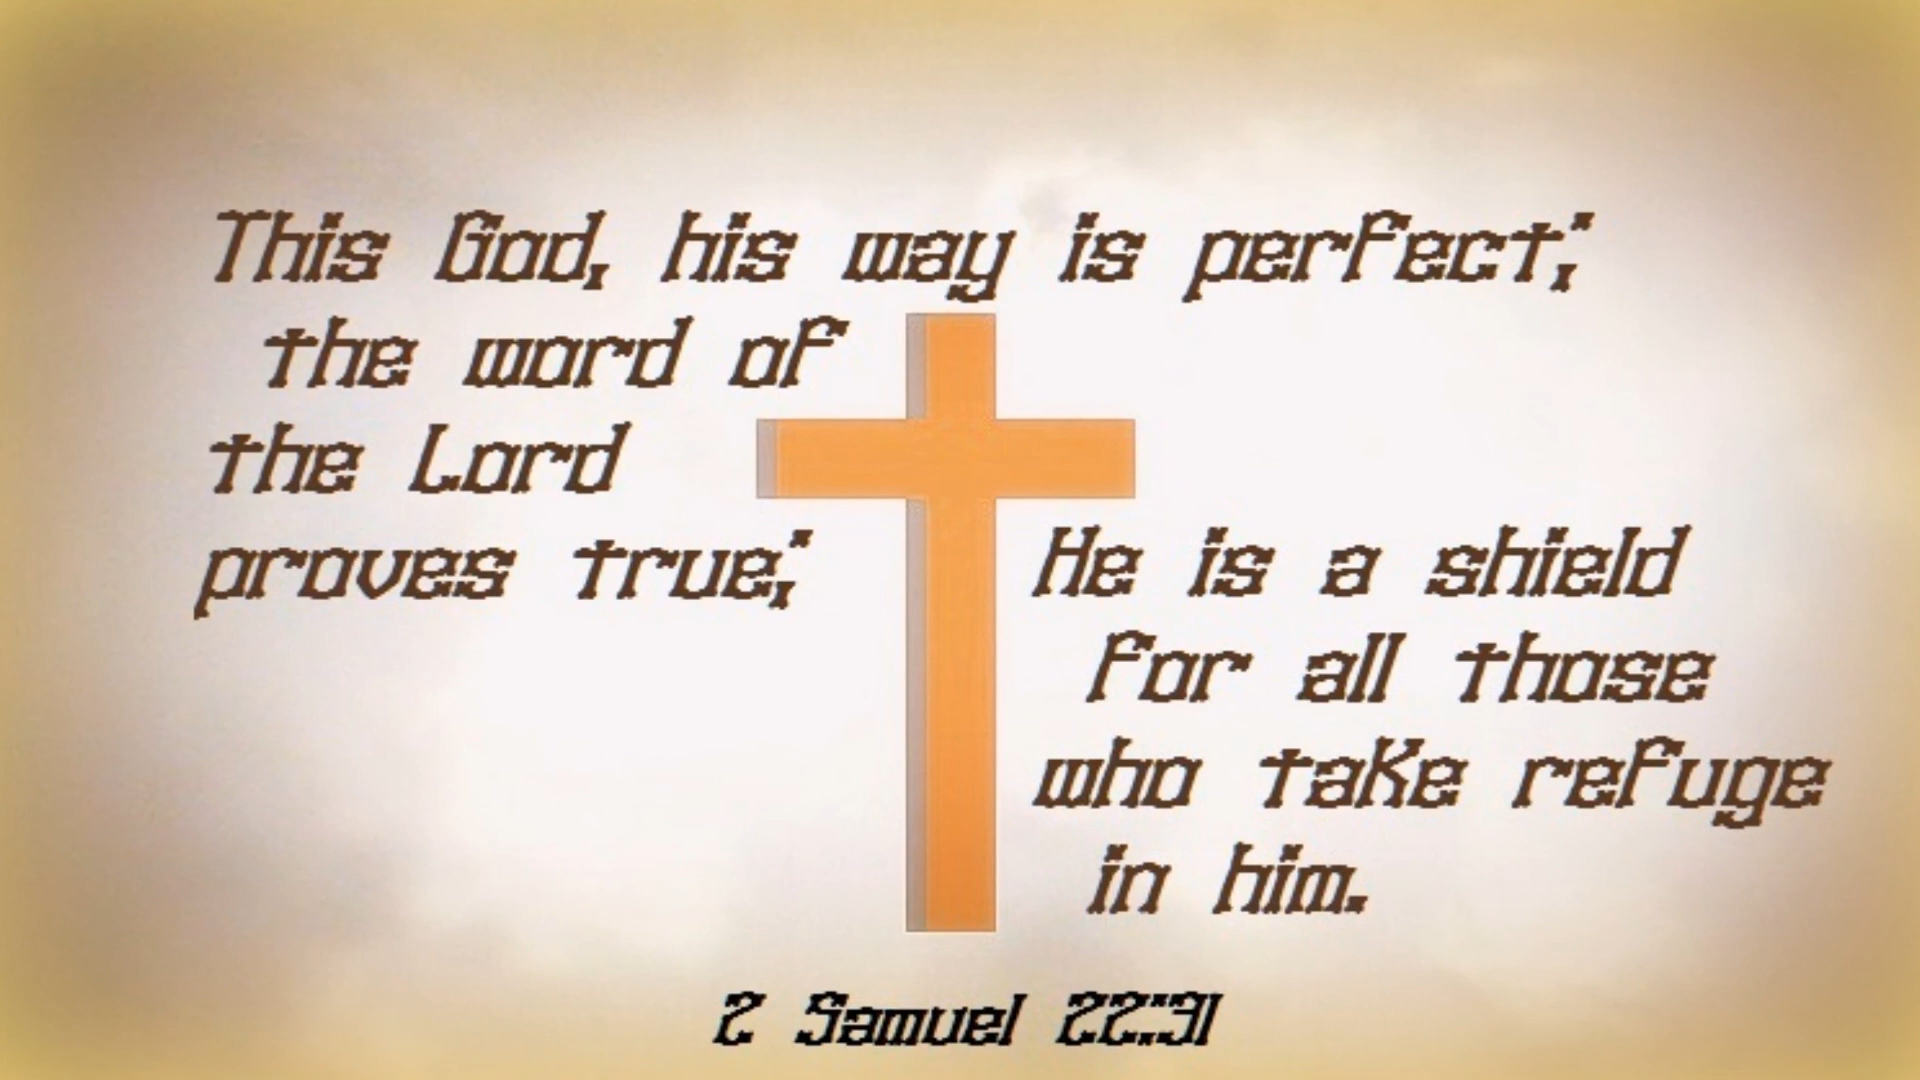 This God, his way is perfect;
the word of
the Lord
proves true;
He is a shield
for all those
who take refuge
in him.
2 Samuel 22:31